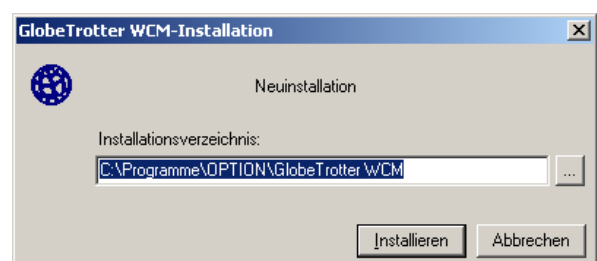 GlobeTrotter WCM-Installation
Neuinstallation
Installationsverzeichnis:
C:\Programme\OPTION\GlobeTrotter WCM
...
Installieren Abbrechen